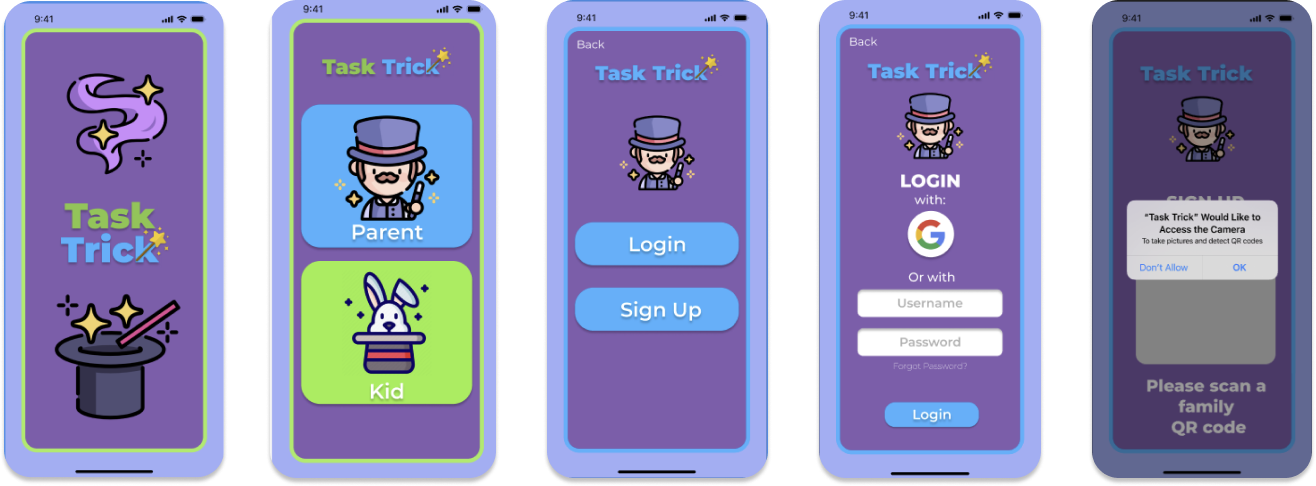 9:41
Task
Trick
9:41
Task Trick
Parent
Kid
9:41
Back
Task Trick
Login
Sign Up
9:41
Back
Task Trick
LOGIN
with:
G
Or with
Username
Password
Forgot Password?
Login
9:41
Task Trick
SIGN UP
“Task Trick” Would Like to
Access the Camera
To take pictures and detect QR codes
Don't Allow
OK
Please scan a
family
QR code